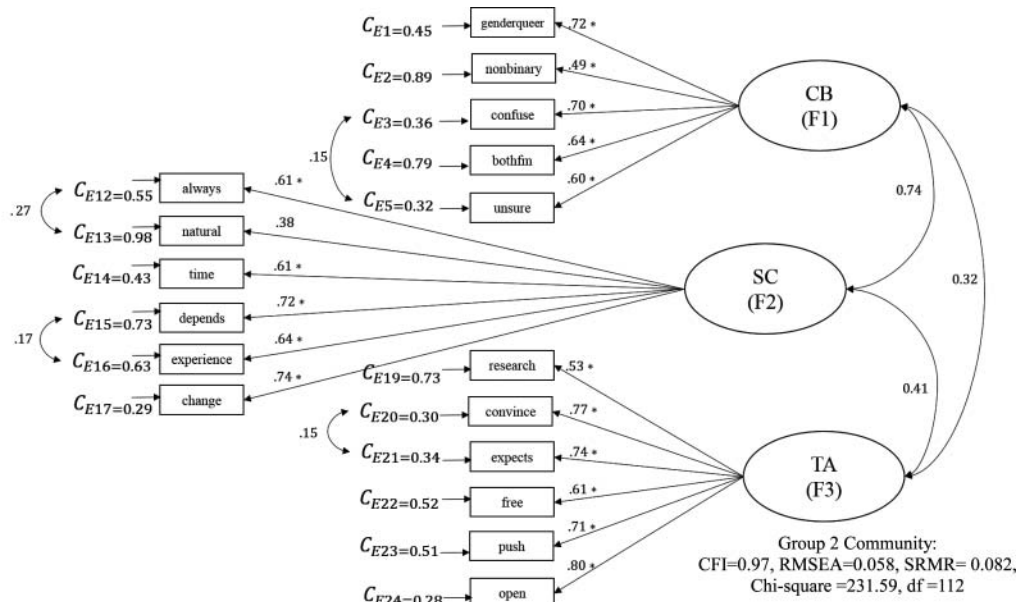 C_E1=0.45 genderqueer .72 *
C_E2=0.89 nonbinary .49 *
C_E3=0.36 confuse .70 *
C_E4=0.79 bothfm .64 *
C_E5=0.32 unsure .60 *
.15
CB
(F1)
C_E12=0.55 always .61 *
C_E13=0.98 natural .38
C_E14=0.43 time .61 *
C_E15=0.73 depends .72 *
C_E16=0.63 experience .64 *
C_E17=0.29 change .74 *
.27
.17
SC
(F2)
0.74
0.32
0.41
C_E19=0.73 research .53 *
C_E20=0.30 convince .77 *
C_E21=0.34 expects .74 *
C_E22=0.52 free .61 *
C_E23=0.51 push .71 *
C_E24=0.28 open .80 *
.15
TA
(F3)
Group 2 Community:
CFI=0.97, RMSEA=0.058, SRMR= 0.082,
Chi-square =231.59, df =112